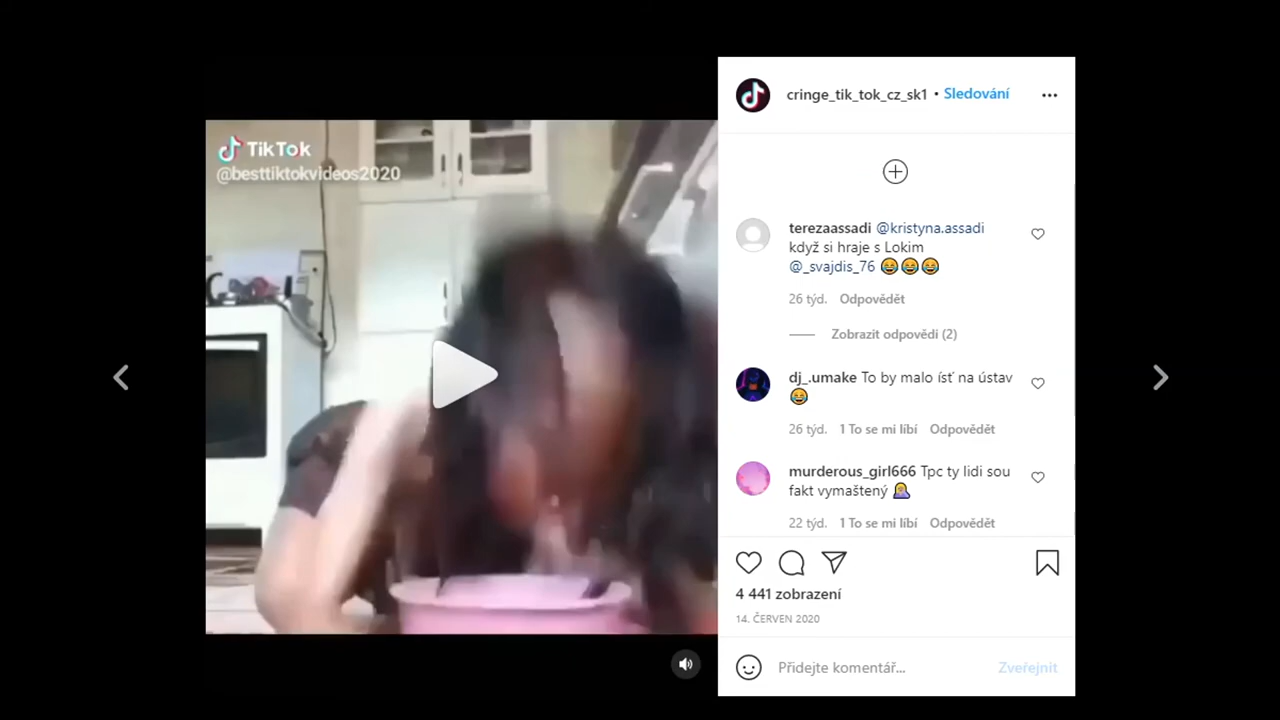 TikTok
@besttiktokvideos2020
cringe_tik_tok_cz_sk1 • Sledování
terezaassadi @kristyna.assadi
když si hraje s Lokim
@_svajdis_76 😂😂😂
26 týd. Odpovědět
Zobrazit odpovědi (2)
dj_.umake To by malo ísť na ústav
😂
26 týd. 1 To se mi líbí Odpovědět
murderous_girl666 Tpc ty lidi sou
fakt vymaštený 🤦‍♀️
22 týd. 1 To se mi líbí Odpovědět
4 441 zobrazení
14. ČERVEN 2020
Přidejte komentář... Zveřejnit